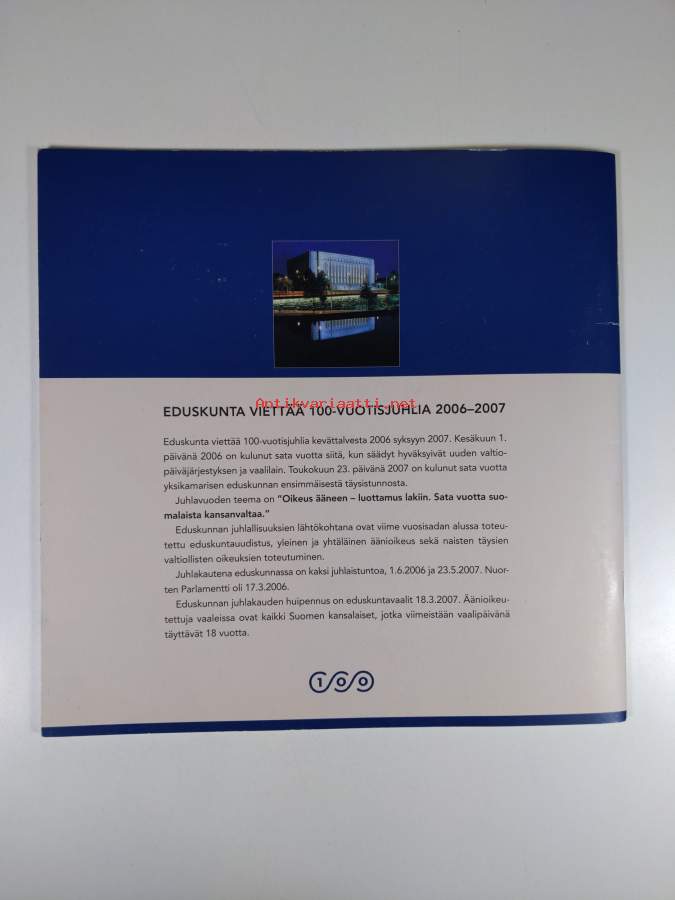 Antikvariaatti.net
EDUSKUNTA VIETTÄÄ 100-VUOTISJUHLIA 2006–2007
Eduskunta viettää 100-vuotisjuhlia kevättalvesta 2006 syksyyn 2007. Kesäkuun 1.
päivänä 2006 on kulunut sata vuotta siitä, kun säädyt hyväksyivät uuden valtio-
päiväjärjestyksen ja vaalilain. Toukokuun 23. päivänä 2007 on kulunut sata vuotta
yksikamarisen eduskunnan ensimmäisestä täysistunnosta.
Juhlavuoden teema on ”Oikeus ääneen – luottamus lakiin. Sata vuotta suo-
malaista kansanvaltaa.”
Eduskunnan juhlallisuuksien lähtökohtana ovat viime vuosisadan alussa toteu-
tettu eduskuntauudistus, yleinen ja yhtäläinen äänioikeus sekä naisten täysien
valtiollisten oikeuksien toteutuminen.
Juhlakautena eduskunnassa on kaksi juhlaistuntoa, 1.6.2006 ja 23.5.2007. Nuor-
ten Parlamentti oli 17.3.2006.
Eduskunnan juhlakauden huipennus on eduskuntavaalit 18.3.2007. Äänioikeu-
tettuja vaaleissa ovat kaikki Suomen kansalaiset, jotka viimeistään vaalipäivänä
täyttävät 18 vuotta.
100